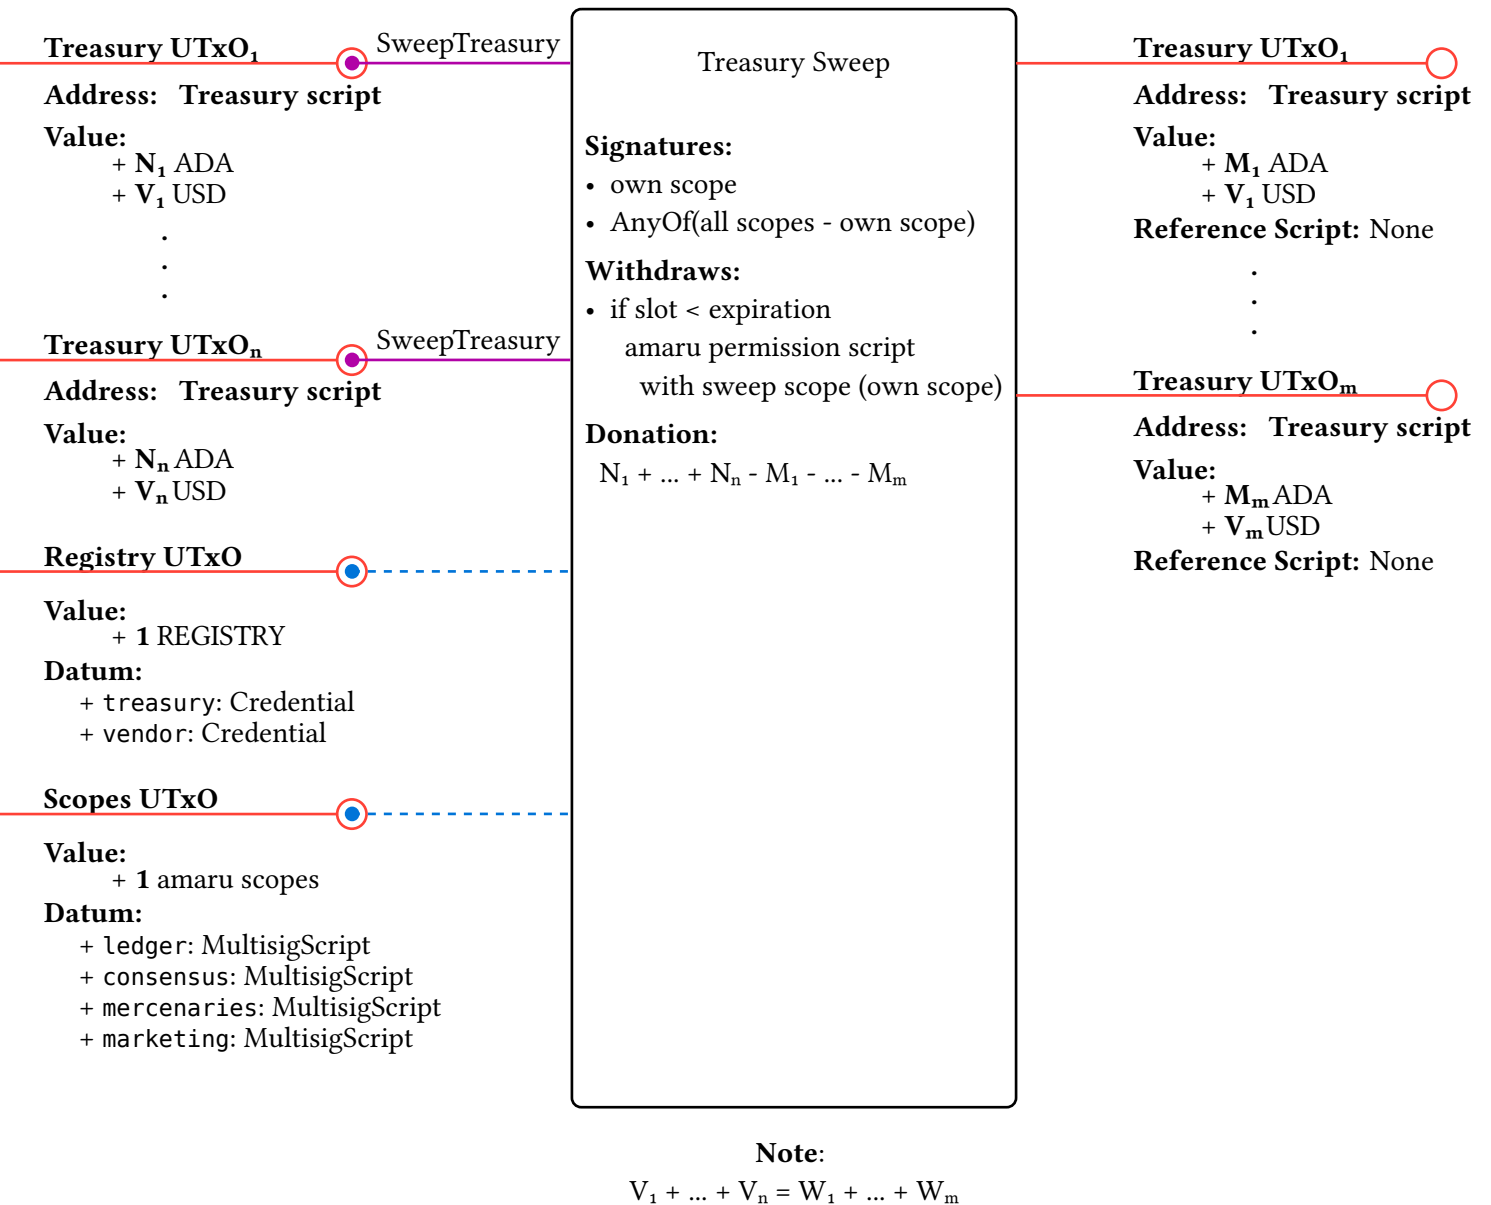 Treasury UTxO₁
SweepTreasury
Address: Treasury script
Value:
+ N₁ ADA
+ V₁ USD
.
.
.
Treasury UTxOₙ
SweepTreasury
Address: Treasury script
Value:
+ Nₙ ADA
+ Vₙ USD
Registry UTxO
Value:
+ 1 REGISTRY
Datum:
+ treasury: Credential
+ vendor: Credential
Scopes UTxO
Value:
+ 1 amaru scopes
Datum:
+ ledger: MultisigScript
+ consensus: MultisigScript
+ mercenaries: MultisigScript
+ marketing: MultisigScript
Treasury Sweep
Signatures:
• own scope
• AnyOf(all scopes - own scope)
Withdraws:
• if slot < expiration
amaru permission script
with sweep scope (own scope)
Donation:
N₁ + ... + Nₙ - M₁ - ... - Mₘ
Treasury UTxO₁
Address: Treasury script
Value:
+ M₁ ADA
+ V₁ USD
Reference Script: None
.
.
.
Treasury UTxOₘ
Address: Treasury script
Value:
+ Mₘ ADA
+ Vₘ USD
Reference Script: None
Note:
V₁ + ... + Vₙ = W₁ + ... + Wₘ